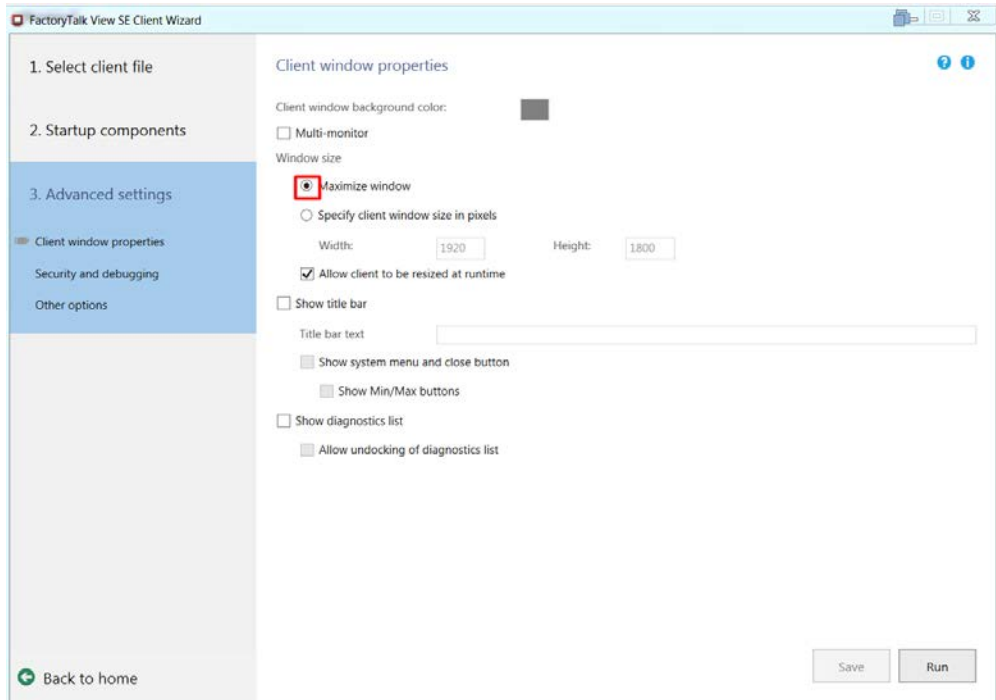 FactoryTalk View SE Client Wizard
1. Select client file
2. Startup components
3. Advanced settings
Client window properties
Security and debugging
Other options
Back to home
Client window properties
Client window background color:
Multi-monitor
Window size
Maximize window
Specify client window size in pixels
Width: 1920 Height: 1800
Allow client to be resized at runtime
Show title bar
Title bar text
Show system menu and close button
Show Min/Max buttons
Show diagnostics list
Allow undocking of diagnostics list
Save Run